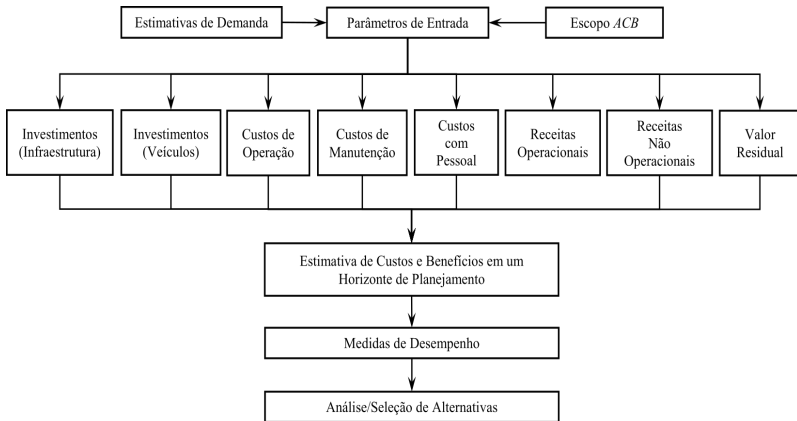 Estimativas de Demanda
Parâmetros de Entrada
Escopo ACB
Investimentos
(Infraestrutura)
Investimentos
(Veículos)
Custos de
Operação
Custos de
Manutenção
Custos
com
Pessoal
Receitas
Operacionais
Receitas
Não
Operacionais
Valor
Residual
Estimativa de Custos e Benefícios em um
Horizonte de Planejamento
Medidas de Desempenho
Análise/Seleção de Alternativas